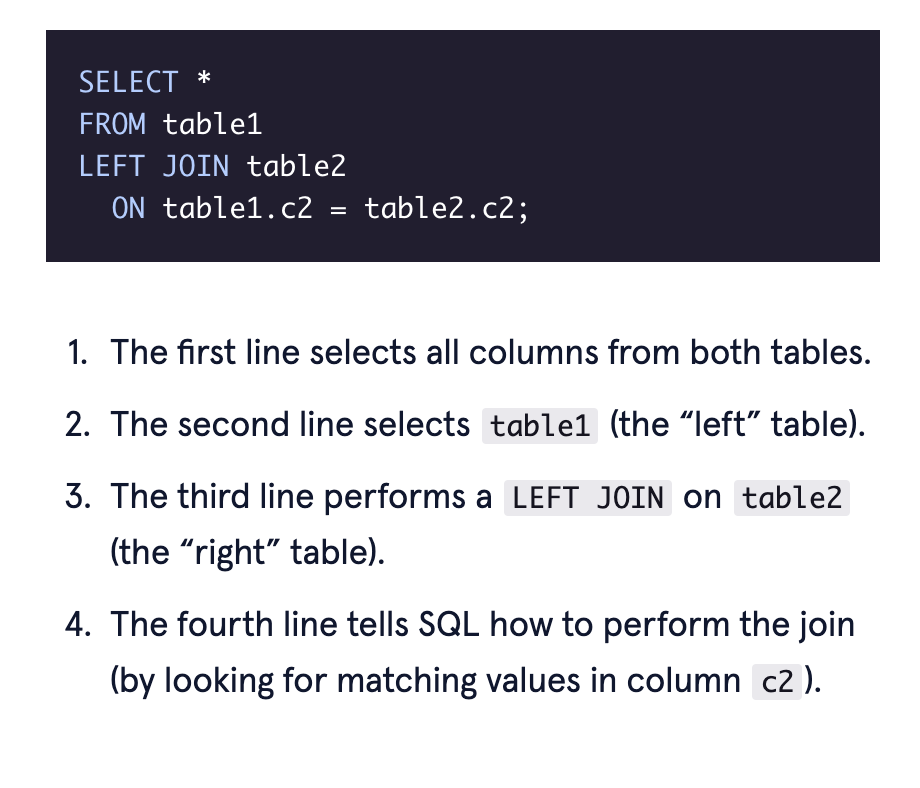 SELECT *
FROM table1
LEFT JOIN table2
ON table1.c2 = table2.c2;
1. The first line selects all columns from both tables.
2. The second line selects table1 (the “left” table).
3. The third line performs a LEFT JOIN on table2
(the “right” table).
4. The fourth line tells SQL how to perform the join
(by looking for matching values in column c2).